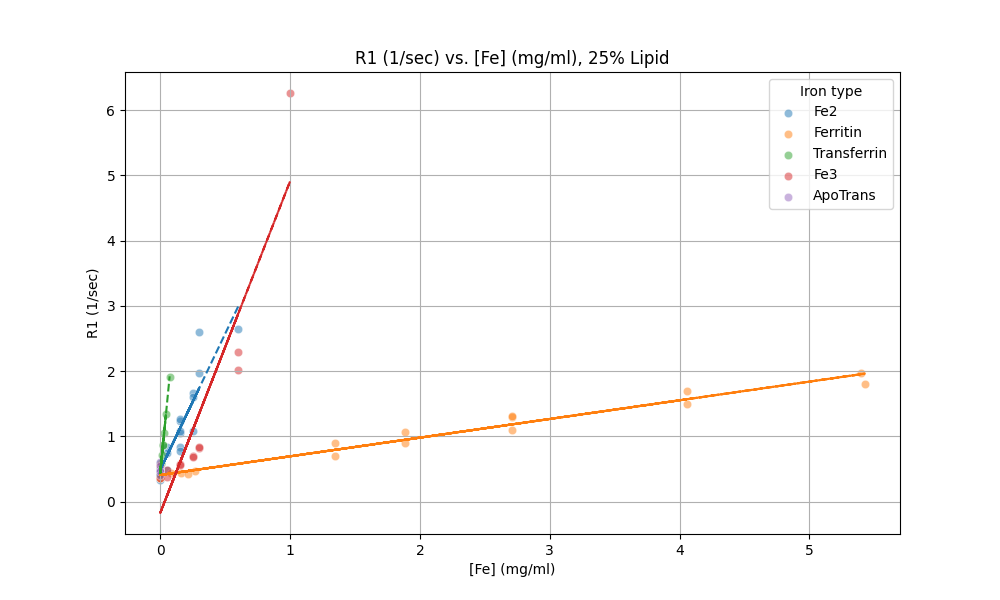 R1 (1/sec) vs. [Fe] (mg/ml), 25% Lipid
Iron type
Fe2
Ferritin
Transferrin
Fe3
ApoTrans
R1 (1/sec)
6
5
4
3
2
1
0
0 1 2 3 4 5
[Fe] (mg/ml)